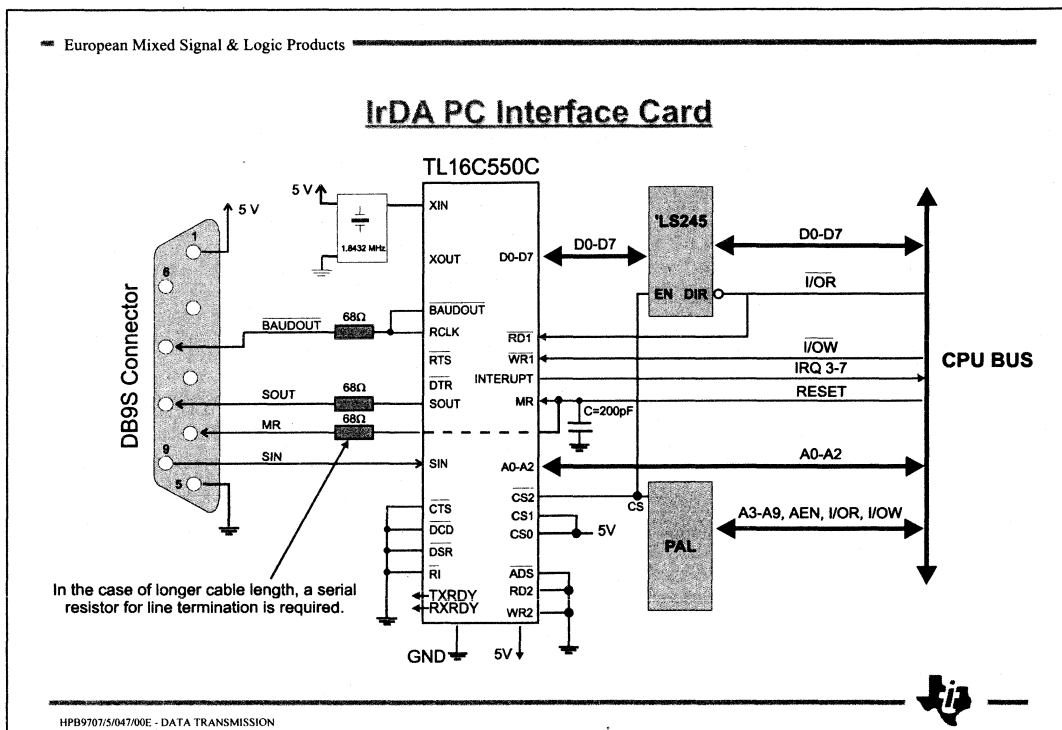 European Mixed Signal & Logic Products
IrDA PC Interface Card
TL16C550C
5 V
5 V
1.8432 MHz
XIN
XOUT
D0-D7
D0-D7
'LS245
D0-D7
EN DIR
I/OR
DB9S Connector
1
6
9
5
BAUDOUT
68Ω
BAUDOUT
RCLK
RTS
DTR
SOUT
68Ω
SOUT
MR
68Ω
SIN
SIN
RD1
WR1
INTERUPT
MR
C=200pF
I/OW
IRQ 3-7
RESET
CPU BUS
A0-A2
A0-A2
CS2
CS
CS1
CS0
5V
PAL
A3-A9, AEN, I/OR, I/OW
CTS
DCD
DSR
RI
TXRDY
RXRDY
ADS
RD2
WR2
GND
5V
In the case of longer cable length, a serial
resistor for line termination is required.
HPB9707/5/047/00E - DATA TRANSMISSION
ti